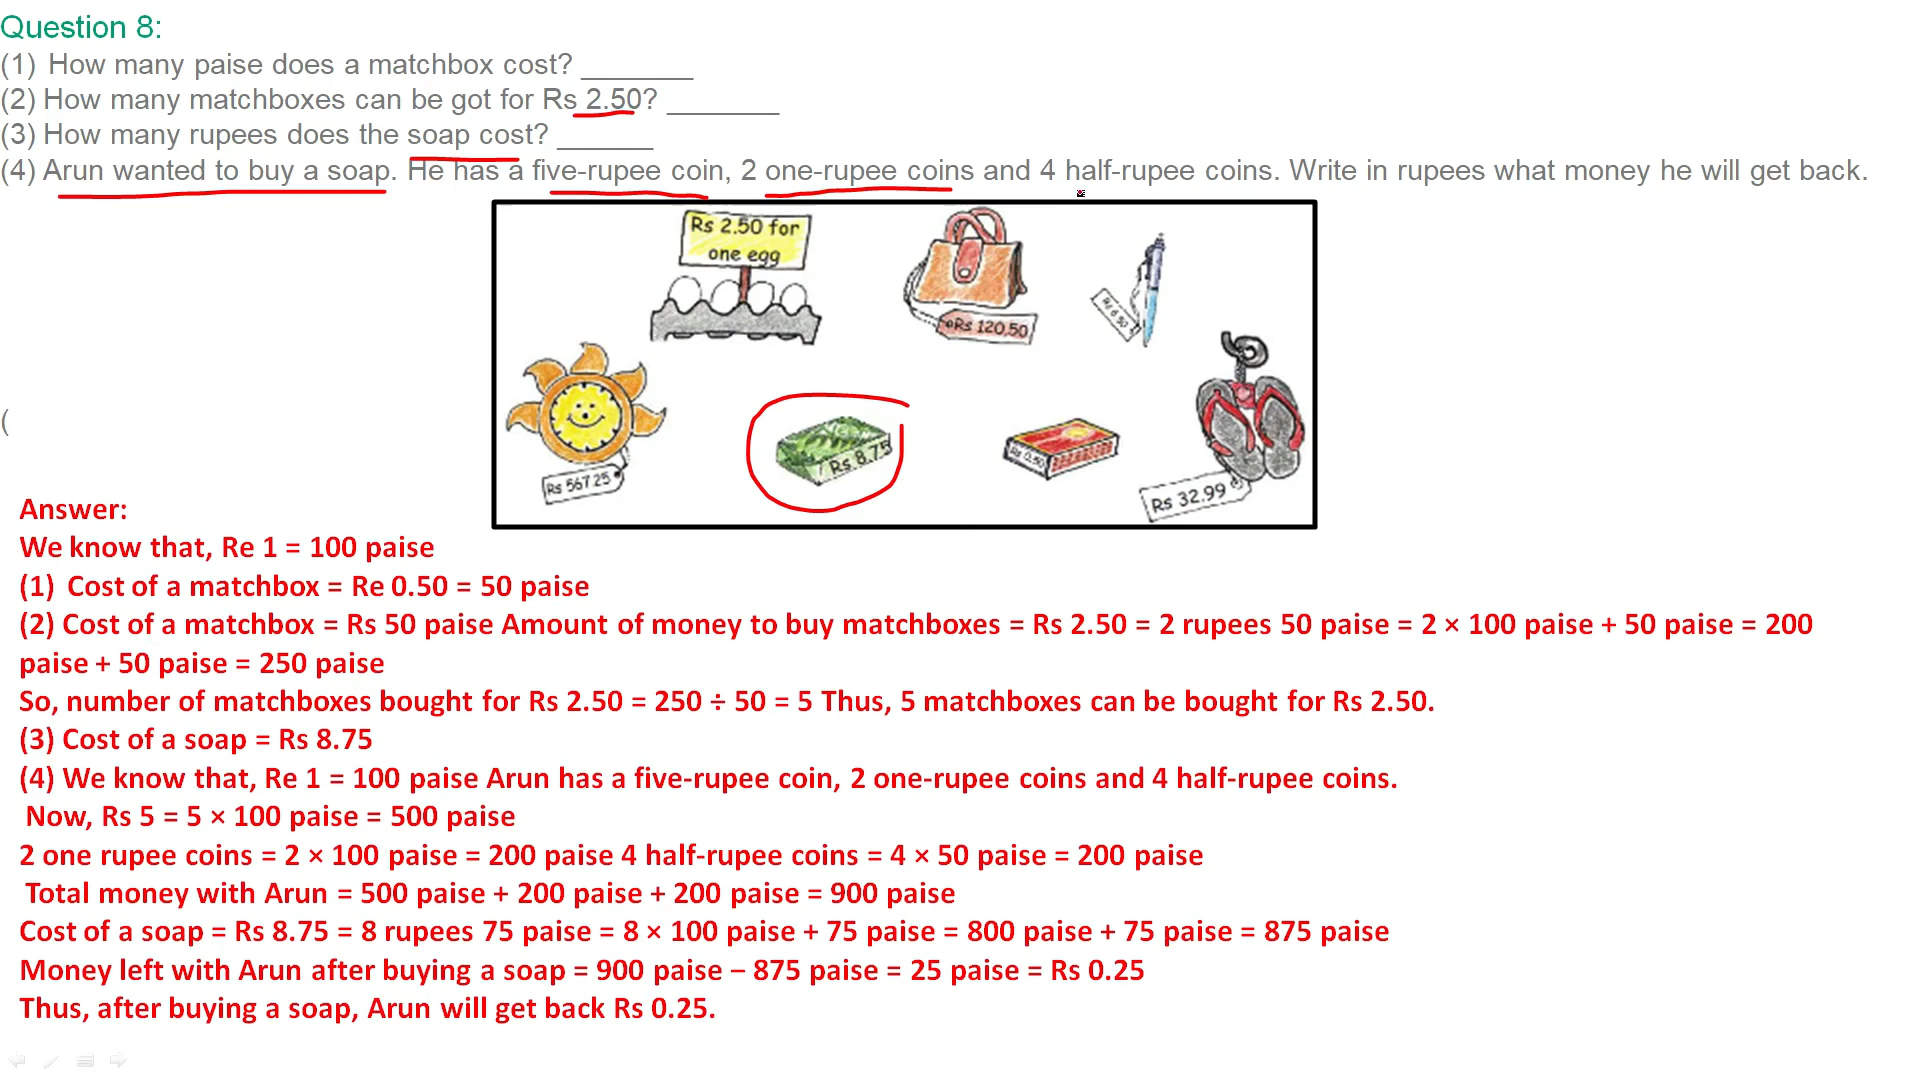 Question 8:
(1) How many paise does a matchbox cost? _______
(2) How many matchboxes can be got for Rs 2.50? _______
(3) How many rupees does the soap cost? ______
(4) Arun wanted to buy a soap. He has a five-rupee coin, 2 one-rupee coins and 4 half-rupee coins. Write in rupees what money he will get back.
Rs 2.50 for
one egg
Rs 120.50
Rs 6.50
Rs 567.25
Rs 8.75
Rs 0.50
Rs 32.99
(
Answer:
We know that, Re 1 = 100 paise
(1) Cost of a matchbox = Re 0.50 = 50 paise
(2) Cost of a matchbox = Rs 50 paise Amount of money to buy matchboxes = Rs 2.50 = 2 rupees 50 paise = 2 × 100 paise + 50 paise = 200
paise + 50 paise = 250 paise
So, number of matchboxes bought for Rs 2.50 = 250 ÷ 50 = 5 Thus, 5 matchboxes can be bought for Rs 2.50.
(3) Cost of a soap = Rs 8.75
(4) We know that, Re 1 = 100 paise Arun has a five-rupee coin, 2 one-rupee coins and 4 half-rupee coins.
Now, Rs 5 = 5 × 100 paise = 500 paise
2 one rupee coins = 2 × 100 paise = 200 paise 4 half-rupee coins = 4 × 50 paise = 200 paise
Total money with Arun = 500 paise + 200 paise + 200 paise = 900 paise
Cost of a soap = Rs 8.75 = 8 rupees 75 paise = 8 × 100 paise + 75 paise = 800 paise + 75 paise = 875 paise
Money left with Arun after buying a soap = 900 paise – 875 paise = 25 paise = Rs 0.25
Thus, after buying a soap, Arun will get back Rs 0.25.